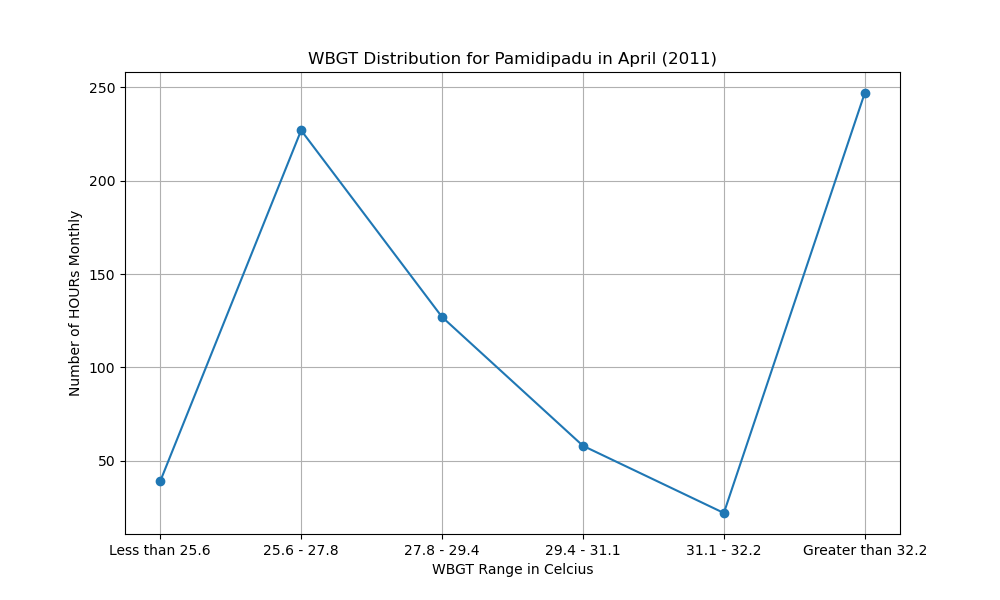 WBGT Distribution for Pamidipadu in April (2011)
250
200
150
100
50
Number of HOURs Monthly
Less than 25.6
25.6 - 27.8
27.8 - 29.4
29.4 - 31.1
31.1 - 32.2
Greater than 32.2
WBGT Range in Celcius